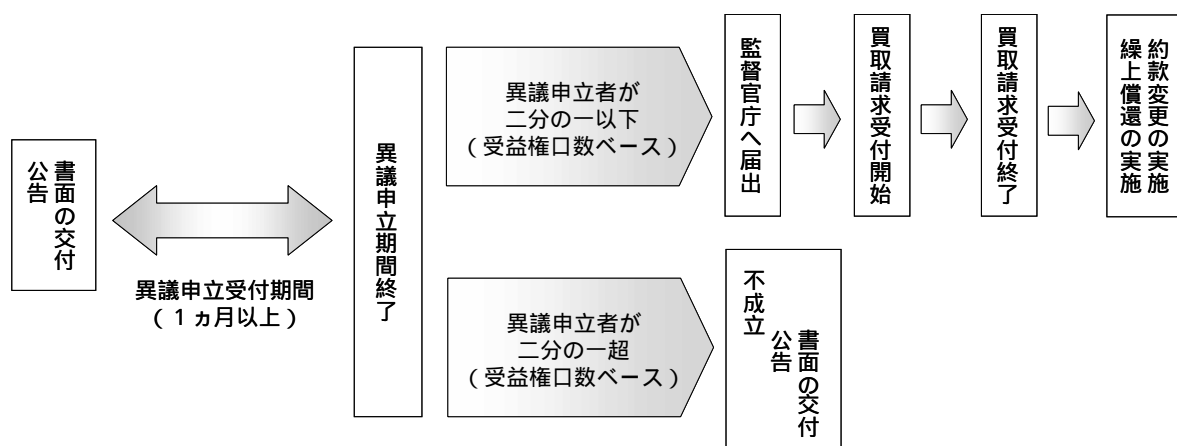 書面の交付
公告
異議申立受付期間
（１ヵ月以上）
異議申立期間終了
異議申立者が
二分の一以下
（受益権口数ベース）
監督官庁へ届出
買取請求受付開始
買取請求受付終了
約款変更の実施
繰上償還の実施
異議申立者が
二分の一超
（受益権口数ベース）
不成立
書面の交付
公告